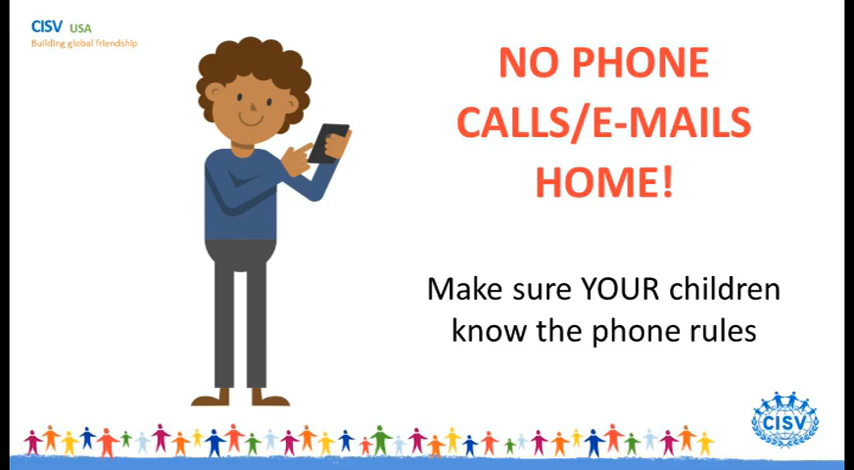 CISV USA
Building global friendship
NO PHONE
CALLS/E-MAILS
HOME!
Make sure YOUR children
know the phone rules
CISV